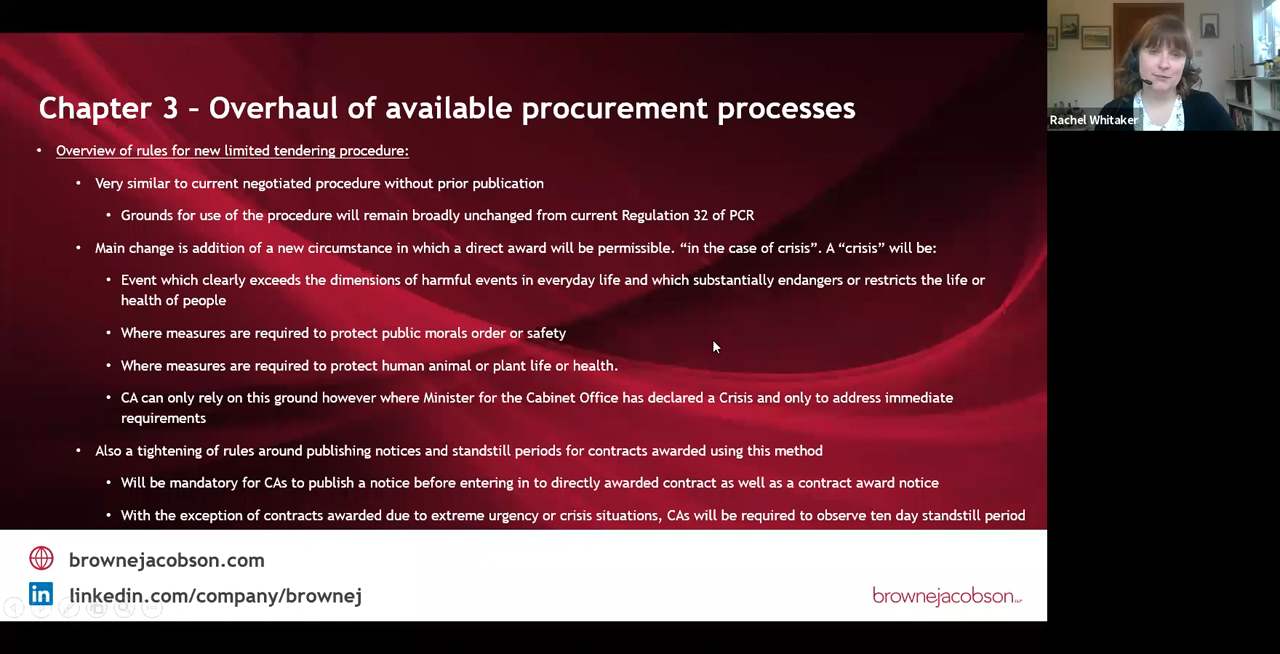 Chapter 3 – Overhaul of available procurement processes
• Overview of rules for new limited tendering procedure:
• Very similar to current negotiated procedure without prior publication
• Grounds for use of the procedure will remain broadly unchanged from current Regulation 32 of PCR
• Main change is addition of a new circumstance in which a direct award will be permissible. “in the case of crisis”. A “crisis” will be:
• Event which clearly exceeds the dimensions of harmful events in everyday life and which substantially endangers or restricts the life or
health of people
• Where measures are required to protect public morals order or safety
• Where measures are required to protect human animal or plant life or health.
• CA can only rely on this ground however where Minister for the Cabinet Office has declared a Crisis and only to address immediate
requirements
• Also a tightening of rules around publishing notices and standstill periods for contracts awarded using this method
• Will be mandatory for CAs to publish a notice before entering in to directly awarded contract as well as a contract award notice
• With the exception of contracts awarded due to extreme urgency or crisis situations, CAs will be required to observe ten day standstill period
brownejacobson.com
in linkedin.com/company/brownej
brownejacobson LLP
Rachel Whitaker